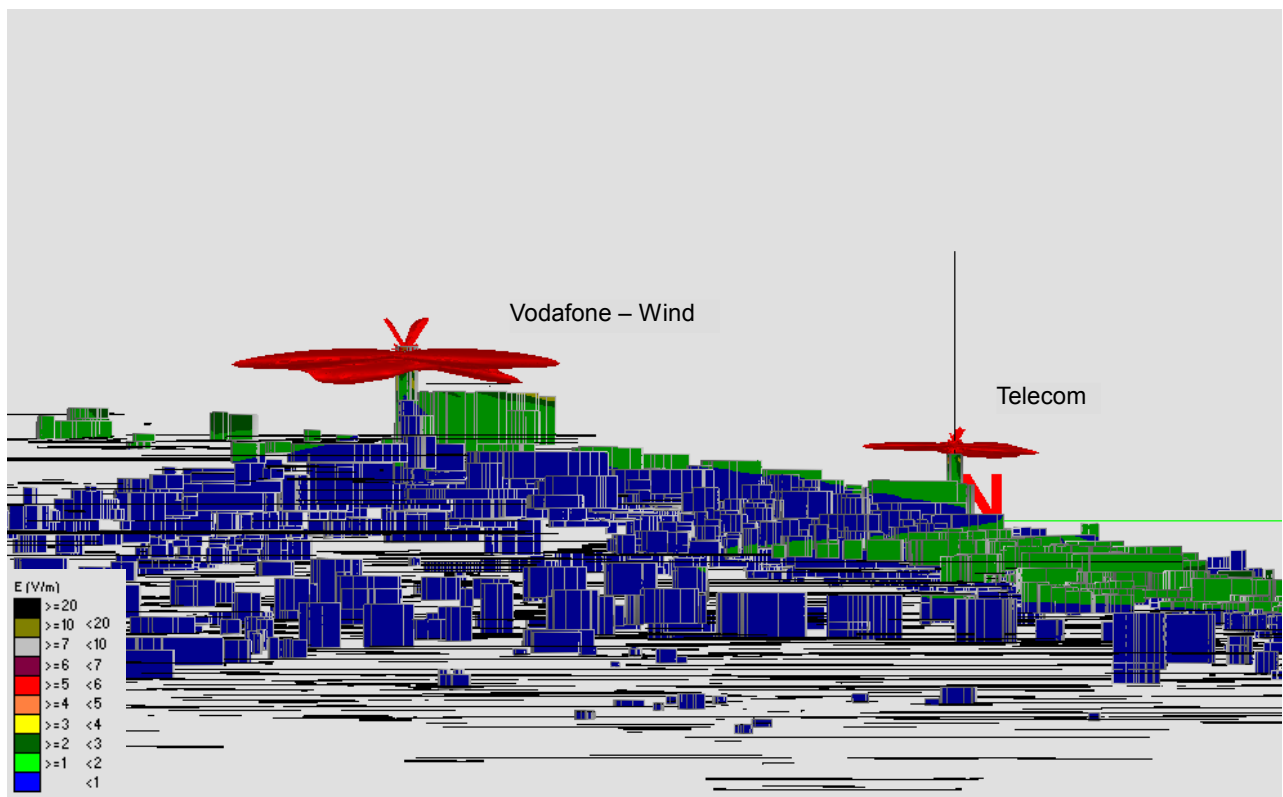 Vodafone – Wind
Telecom
N
E (V/m)
>=20
>=10 <20
>=7 <10
>=6 <7
>=5 <6
>=4 <5
>=3 <4
>=2 <3
>=1 <2
<1